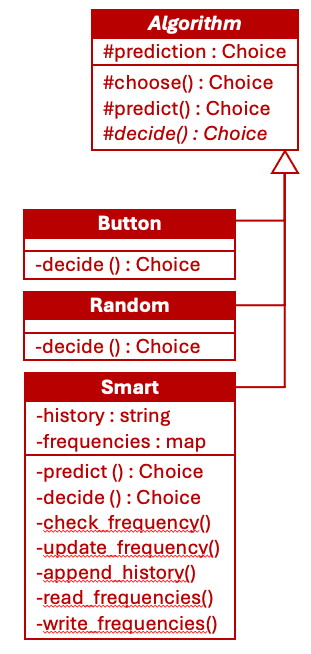 Algorithm
#prediction : Choice
#choose() : Choice
#predict() : Choice
#decide() : Choice
Button
-decide () : Choice
Random
-decide () : Choice
Smart
-history : string
-frequencies : map
-predict () : Choice
-decide () : Choice
-check_frequency()
-update_frequency()
-append_history()
-read_frequencies()
-write_frequencies()